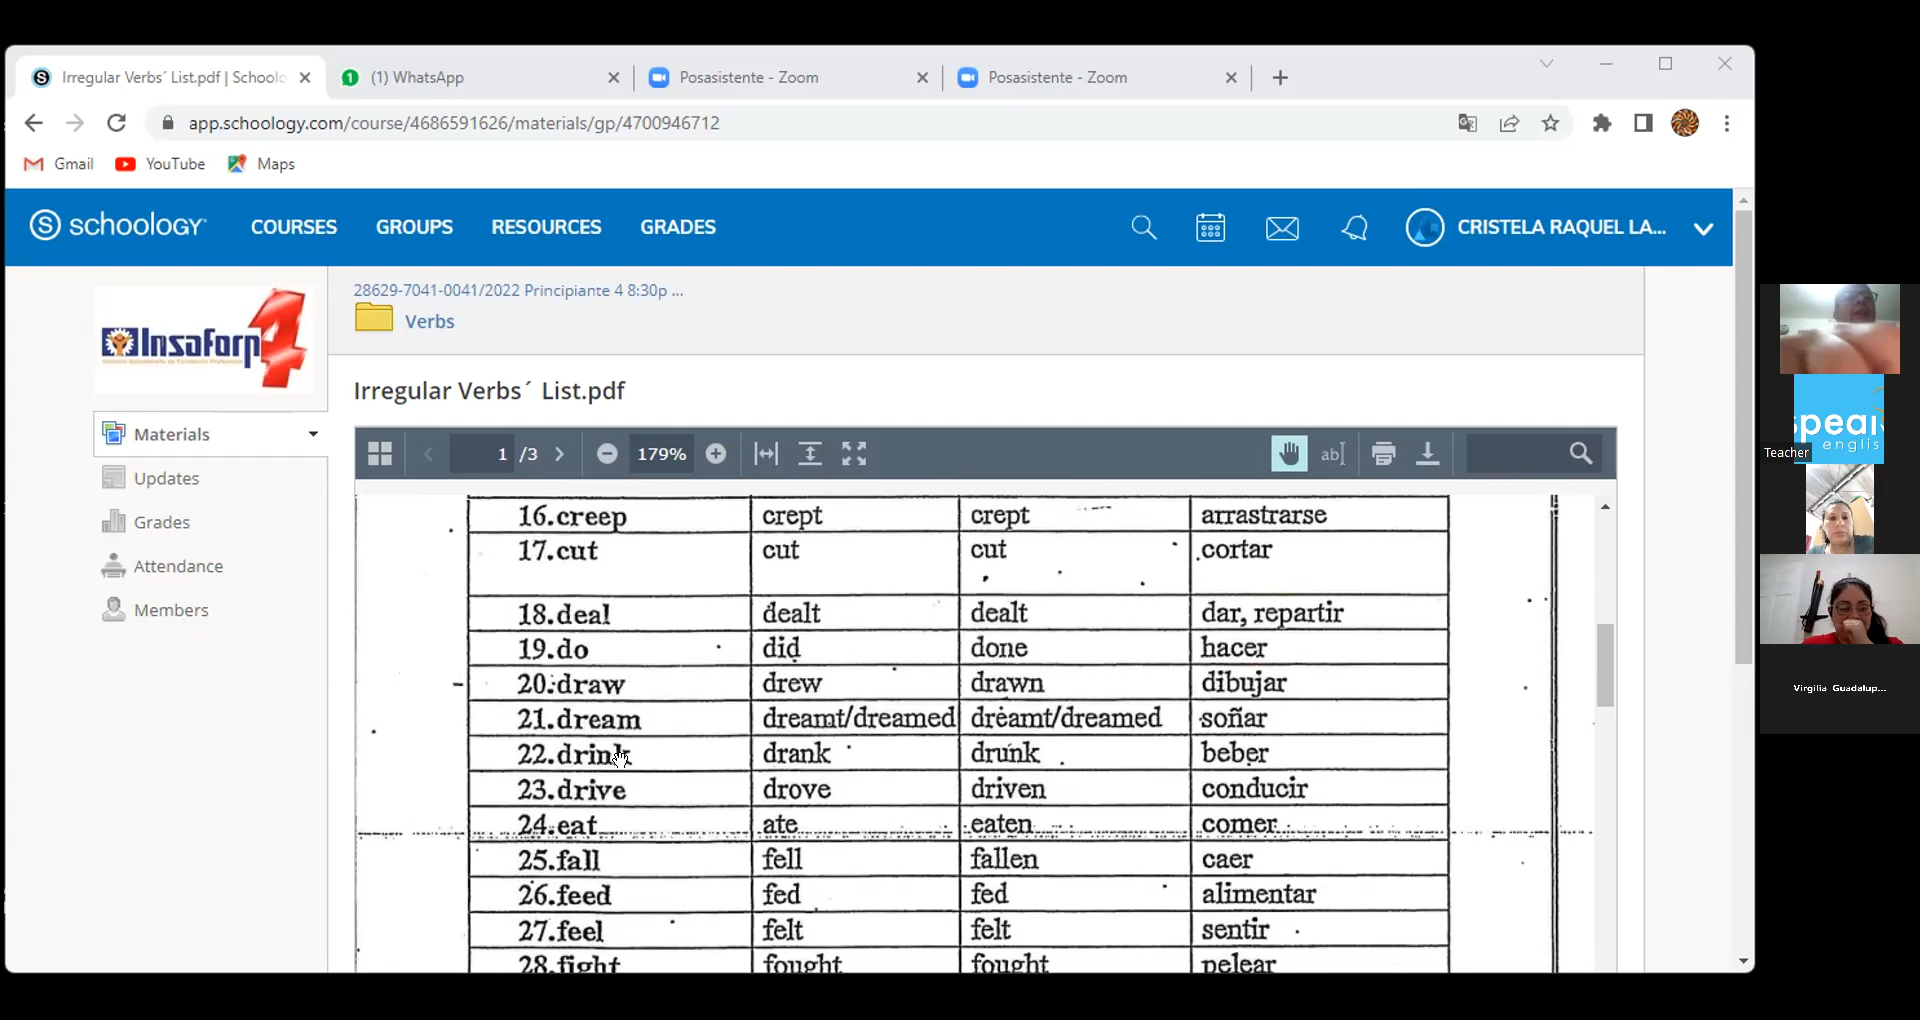 Irregular Verbs´ List.pdf | Schoolo
(1) WhatsApp
Posasistente - Zoom
Posasistente - Zoom
app.schoology.com/course/4686591626/materials/gp/4700946712
Gmail
YouTube
Maps
schoology
COURSES
GROUPS
RESOURCES
GRADES
CRISTELA RAQUEL LA...
28629-7041-0041/2022 Principiante 4 8:30p ...
Verbs
Insaforp 4
Irregular Verbs´ List.pdf
Materials
Updates
Grades
Attendance
Members
1 /3
179%
16.creep crept crept arrastrarse
17.cut cut cut cortar
18.deal dealt dealt dar, repartir
19.do did done hacer
20.draw drew drawn dibujar
21.dream dreamt/dreamed dreamt/dreamed soñar
22.drink drank drunk beber
23.drive drove driven conducir
24.eat ate eaten comer
25.fall fell fallen caer
26.feed fed fed alimentar
27.feel felt felt sentir
28.fight fought fought pelear
speak
englis
Teacher
Virgilia Guadalup...